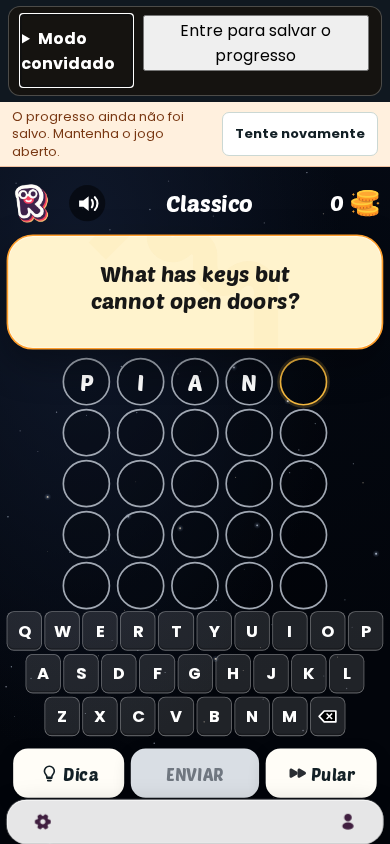 Modo
convidado
Entre para salvar o
progresso
O progresso ainda não foi
salvo. Mantenha o jogo
aberto.
Tente novamente
Classico
0
What has keys but
cannot open doors?
P I A N
Q W E R T Y U I O P
A S D F G H J K L
Z X C V B N M
Dica
ENVIAR
Pular